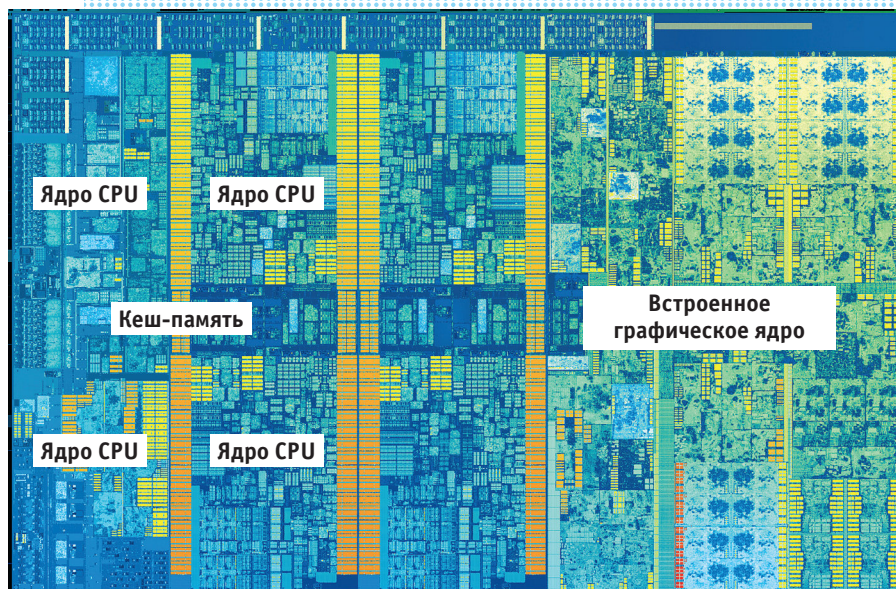 Ядро CPU
Ядро CPU
Кеш-память
Встроенное
графическое ядро
Ядро CPU
Ядро CPU